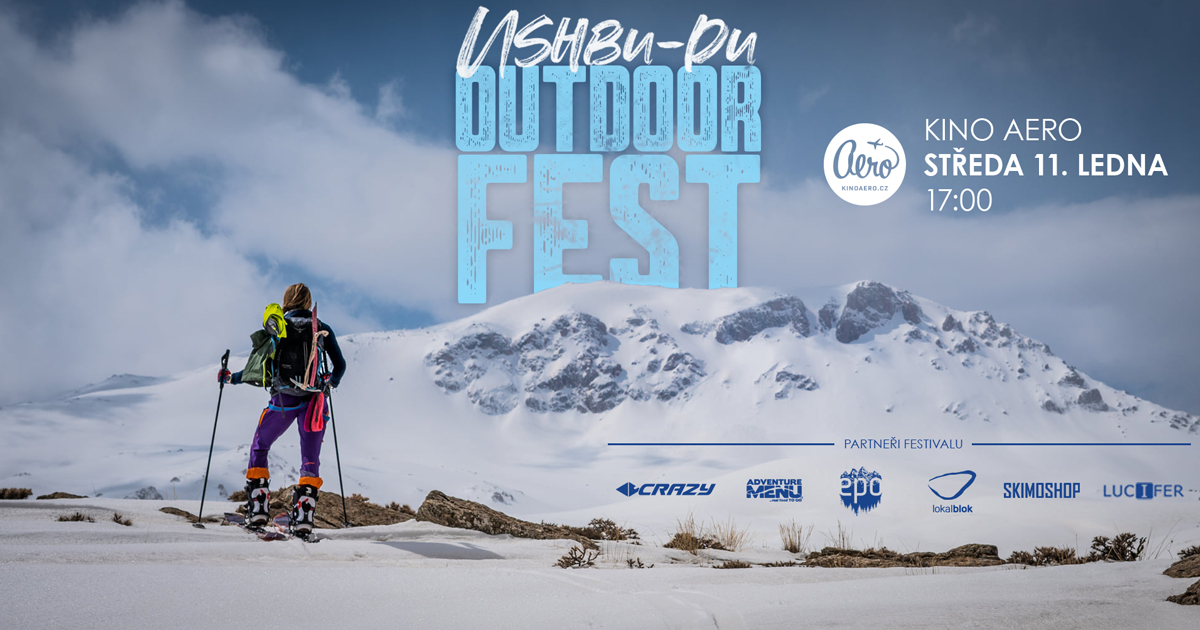 USHBU-DU
OUTDOOR
FEST
Aero
KINOAERO.CZ
KINO AERO
STŘEDA 11. LEDNA
17:00
PARTNEŘI FESTIVALU
CRAZY
ADVENTURE
MENU
epo
lokalblok
SKIMOSHOP
LUCIFER